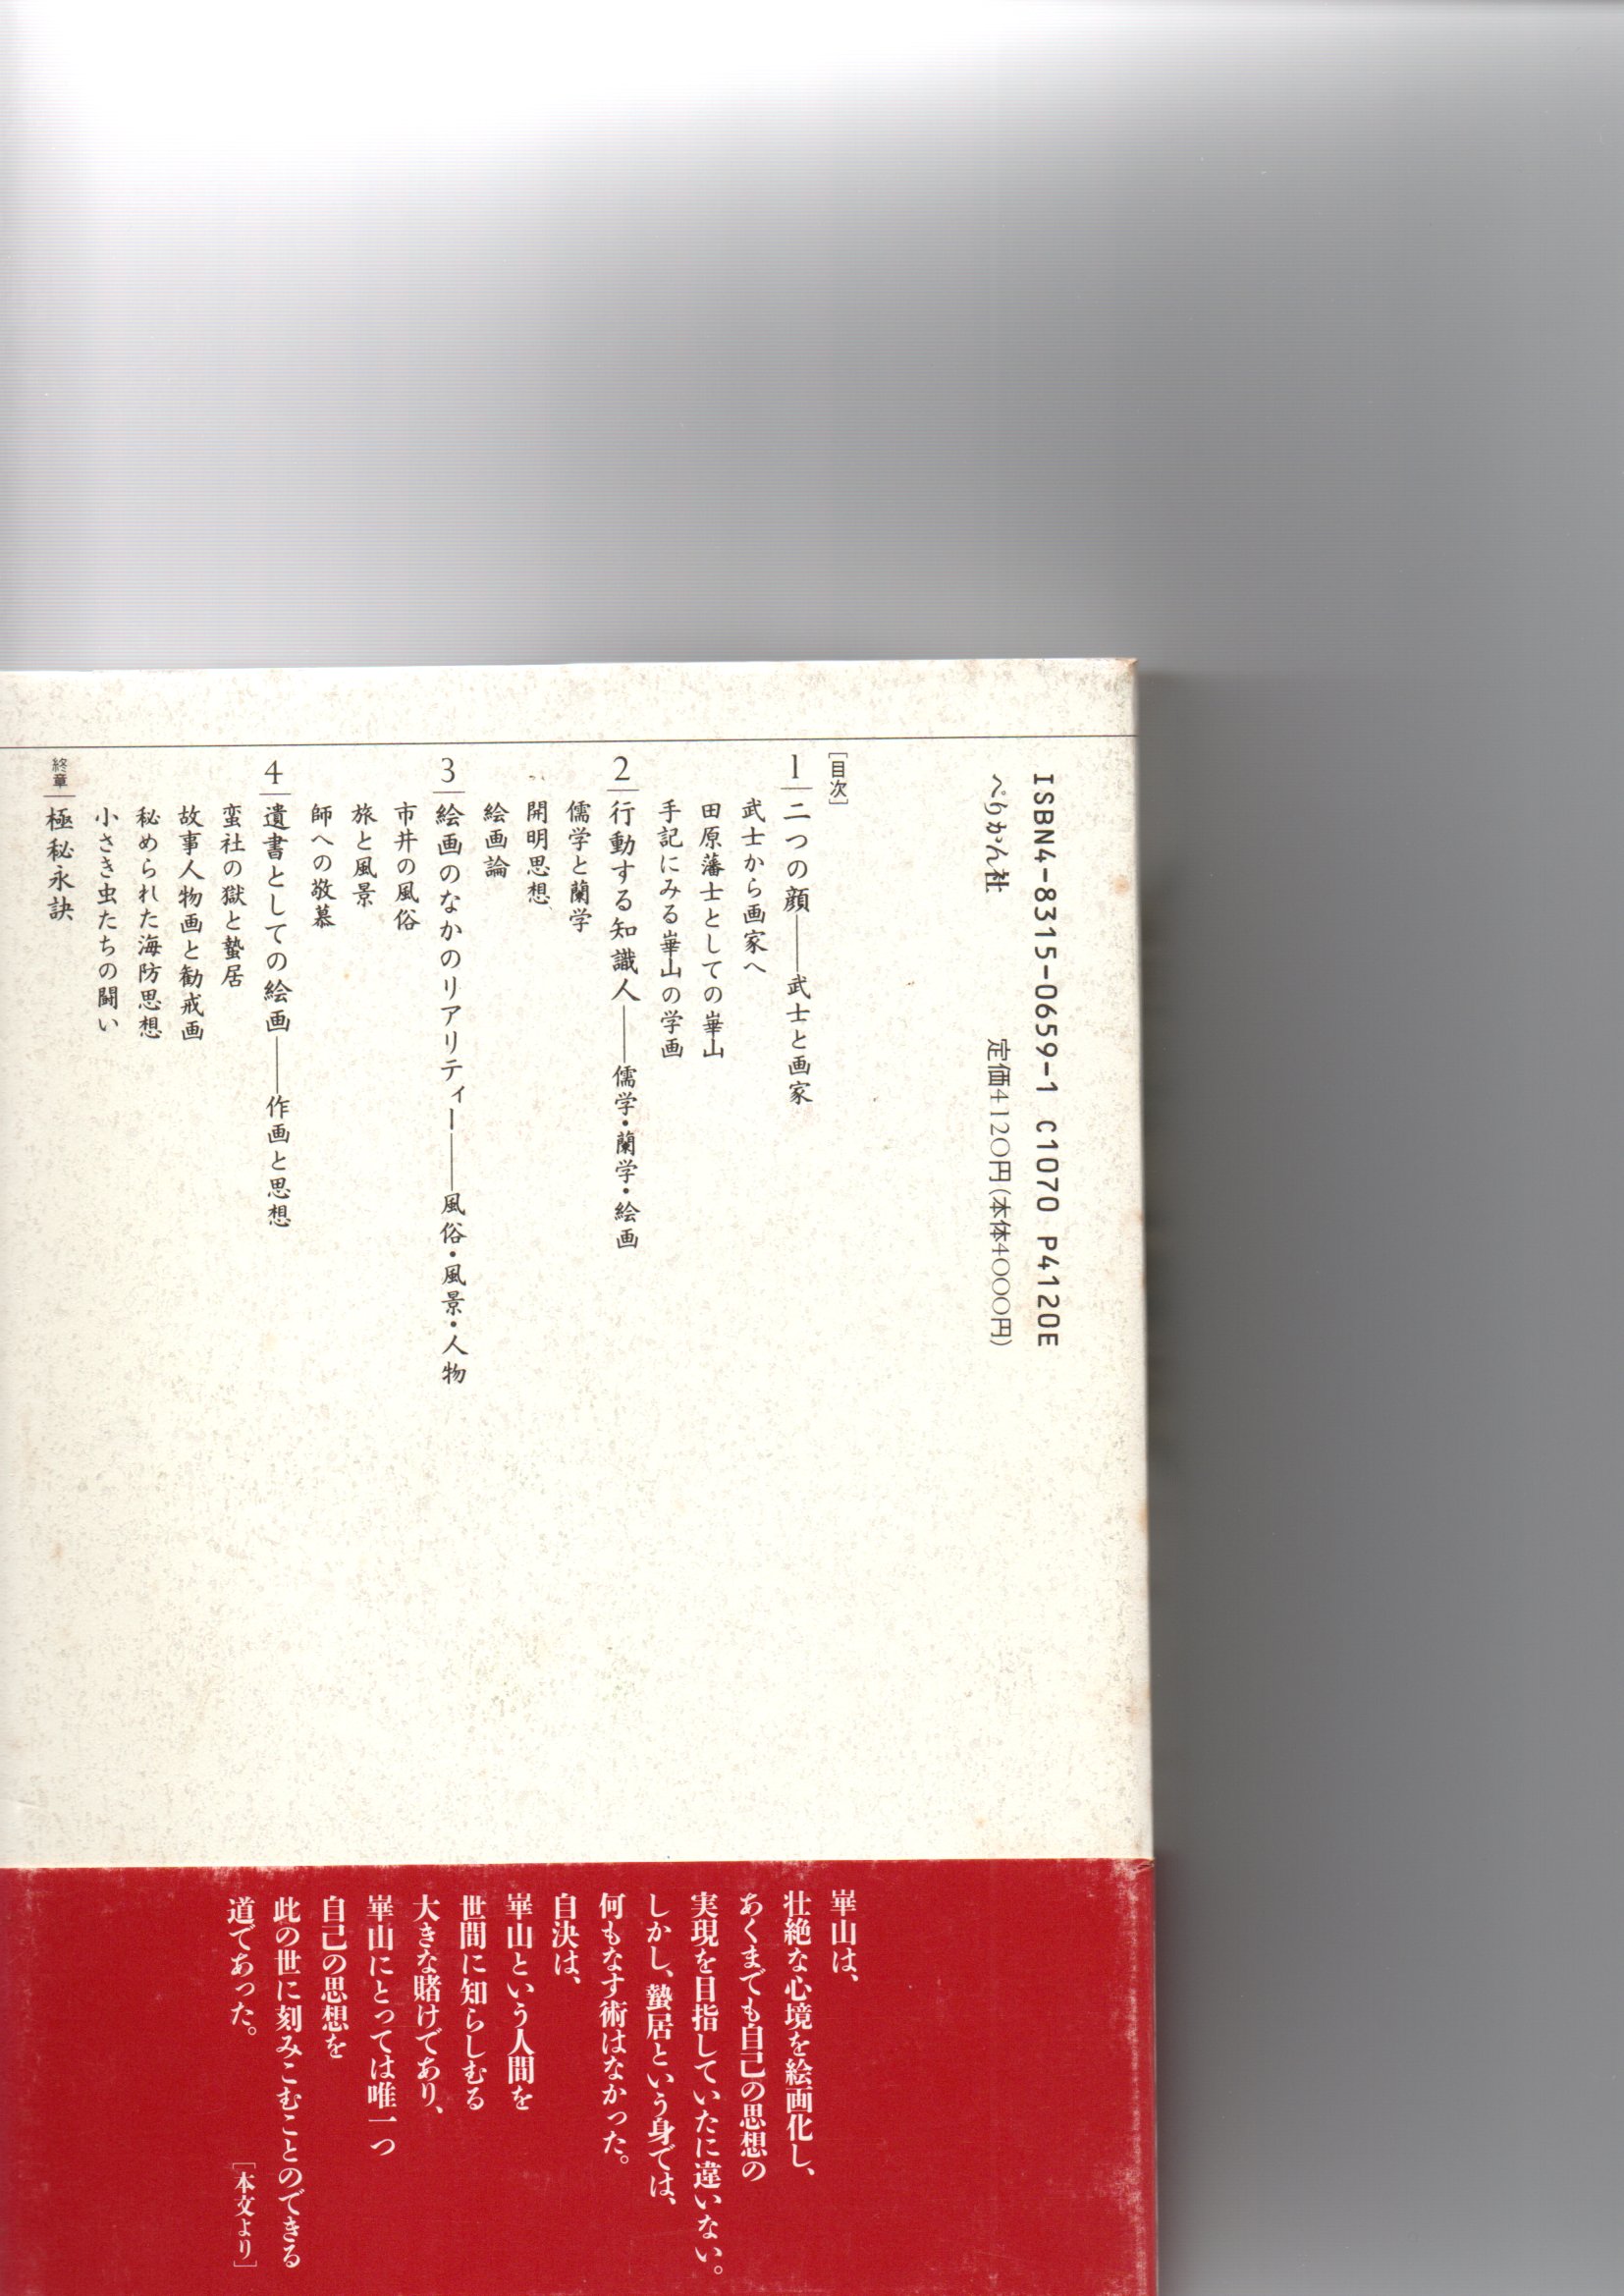 ISBN4-8315-0659-1 C1070 P4120E
ぺりかん社 定価4120円(本体4000円)
[目次]
1 二つの顔――武士と画家
武士から画家へ
田原藩士としての崋山
手記にみる崋山の学画
2 行動する知識人――儒学・蘭学・絵画
儒学と蘭学
開明思想
絵画論
3 絵画のなかのリアリティー――風俗・風景・人物
市井の風俗
旅と風景
師への敬慕
4 遺書としての絵画――作画と思想
蛮社の獄と蟄居
故事人物画と勧戒画
秘められた海防思想
小さき虫たちの闘い
終章 極秘永訣
崋山は、
壮絶な心境を絵画化し、
あくまでも自己の思想の
実現を目指していたに違いない。
しかし、蟄居という身では、
何もなす術はなかった。
自決は、
崋山という人間を
世間に知らしむる
大きな賭けであり、
崋山にとっては唯一つ
自己の思想を
此の世に刻みこむことのできる
道であった。
[本文より]